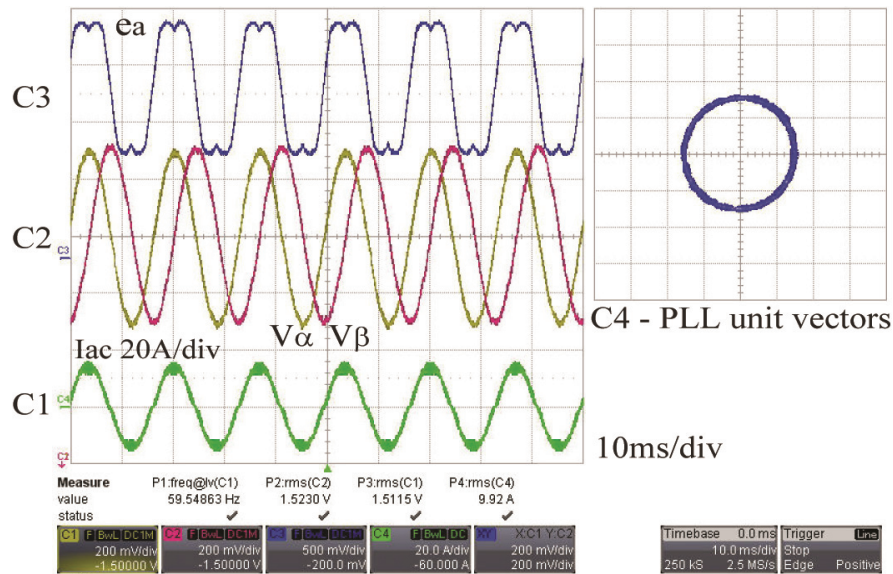 ea
C3
C2
C3
C4 - PLL unit vectors
Vα Vβ
Iac 20A/div
C1
C4
C2
10ms/div
Measure P1:freq@lv(C1) P2:rms(C2) P3:rms(C1) P4:rms(C4)
value 59.54863 Hz 1.5230 V 1.5115 V 9.92 A
status
C1 F BwL DC1M C2 F BwL DC1M C3 F BwL DC1M C4 F BwL DC XY X:C1 Y:C2 Timebase 0.0 ms Trigger Line
200 mV/div 200 mV/div 500 mV/div 20.0 A/div 200 mV/div 10.0 ms/div Stop
-1.50000 V -1.50000 V -200.0 mV -60.000 A 200 mV/div 250 kS 2.5 MS/s Edge Positive